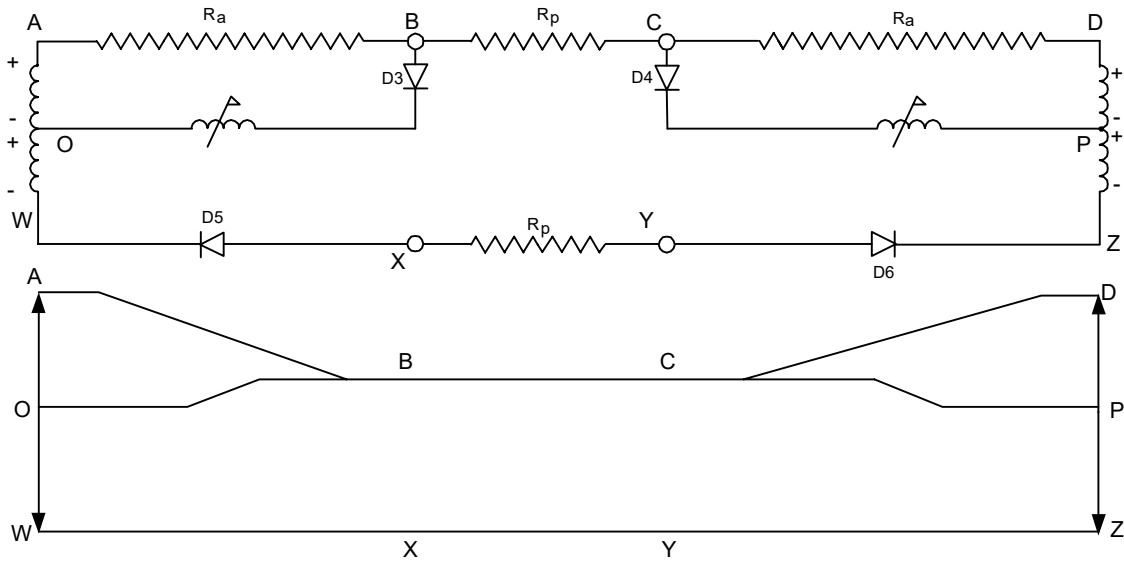 A Ra B Rp C Ra D
+ D3 D4 +
- -
+ O P +
- -
W D5 Rp Y Z
X D6
A D
B C
O P
W Z
X Y